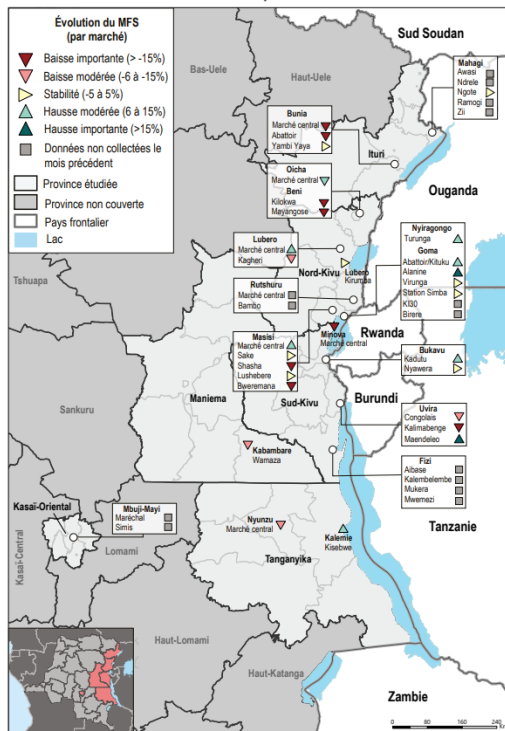 Évolution du MFS
(par marché)
Baisse importante (> -15%)
Baisse modérée (-6 à -15%)
Stabilité (-5 à 5%)
Hausse modérée (6 à 15%)
Hausse importante (>15%)
Données non collectées le
mois précédent
Province étudiée
Province non couverte
Pays frontalier
Lac
Sud Soudan
Bas-Uele
Haut-Uele
Mahagi
Awasi
Ndrele
Ngote
Ramogi
Zii
Bunia
Marché central
Abattoir
Yambi Yaya
Ituri
Ouganda
Oicha
Marché central
Beni
Kilokwa
Mayangose
Lubero
Marché central
Kagheri
Nord-Kivu
Lubero
Kirumba
Nyiragongo
Turunga
Goma
Abattoir/Kituku
Alanine
Virunga
Station Simba
KI30
Birere
Tshuapa
Rutshuru
Marché central
Bambo
Rwanda
Minova
Marché central
Masisi
Marché central
Sake
Shasha
Lushebere
Bweremana
Bukavu
Kadutu
Nyawera
Maniema
Sud-Kivu
Burundi
Sankuru
Uvira
Congolais
Kalimabenge
Maendeleo
Kabambare
Wamaza
Fizi
Aibase
Kalembelembe
Mukera
Mwemezi
Kasaï-Oriental
Mbuji-Mayi
Maréchal
Simis
Kasaï-Central
Lomami
Tanzanie
Nyunzu
Marché central
Kalemie
Kisebwe
Tanganyika
Haut-Lomami
Haut-Katanga
Zambie
0 80 160 240